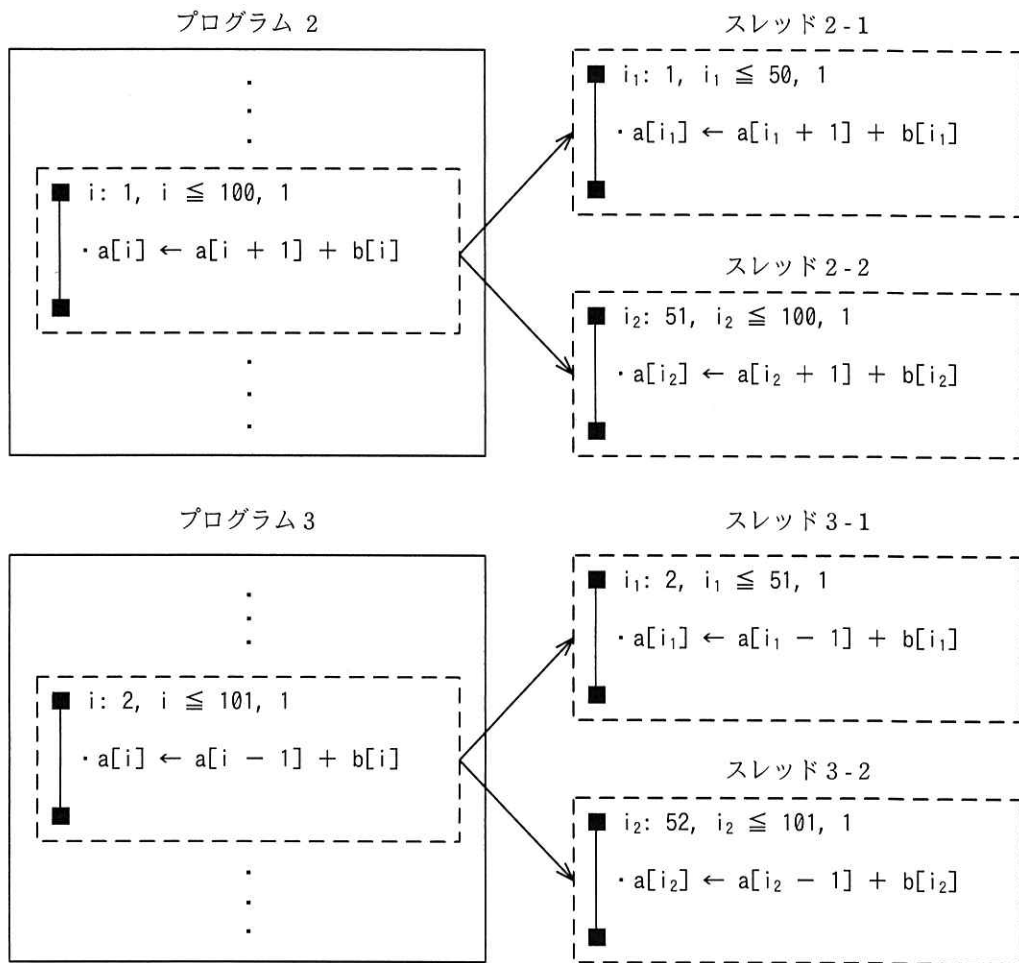 プログラム 2
i: 1, i ≦ 100, 1
・a[i] ← a[i + 1] + b[i]
スレッド2-1
i₁: 1, i₁ ≦ 50, 1
・a[i₁] ← a[i₁ + 1] + b[i₁]
スレッド2-2
i₂: 51, i₂ ≦ 100, 1
・a[i₂] ← a[i₂ + 1] + b[i₂]
プログラム3
i: 2, i ≦ 101, 1
・a[i] ← a[i − 1] + b[i]
スレッド3-1
i₁: 2, i₁ ≦ 51, 1
・a[i₁] ← a[i₁ − 1] + b[i₁]
スレッド3-2
i₂: 52, i₂ ≦ 101, 1
・a[i₂] ← a[i₂ − 1] + b[i₂]